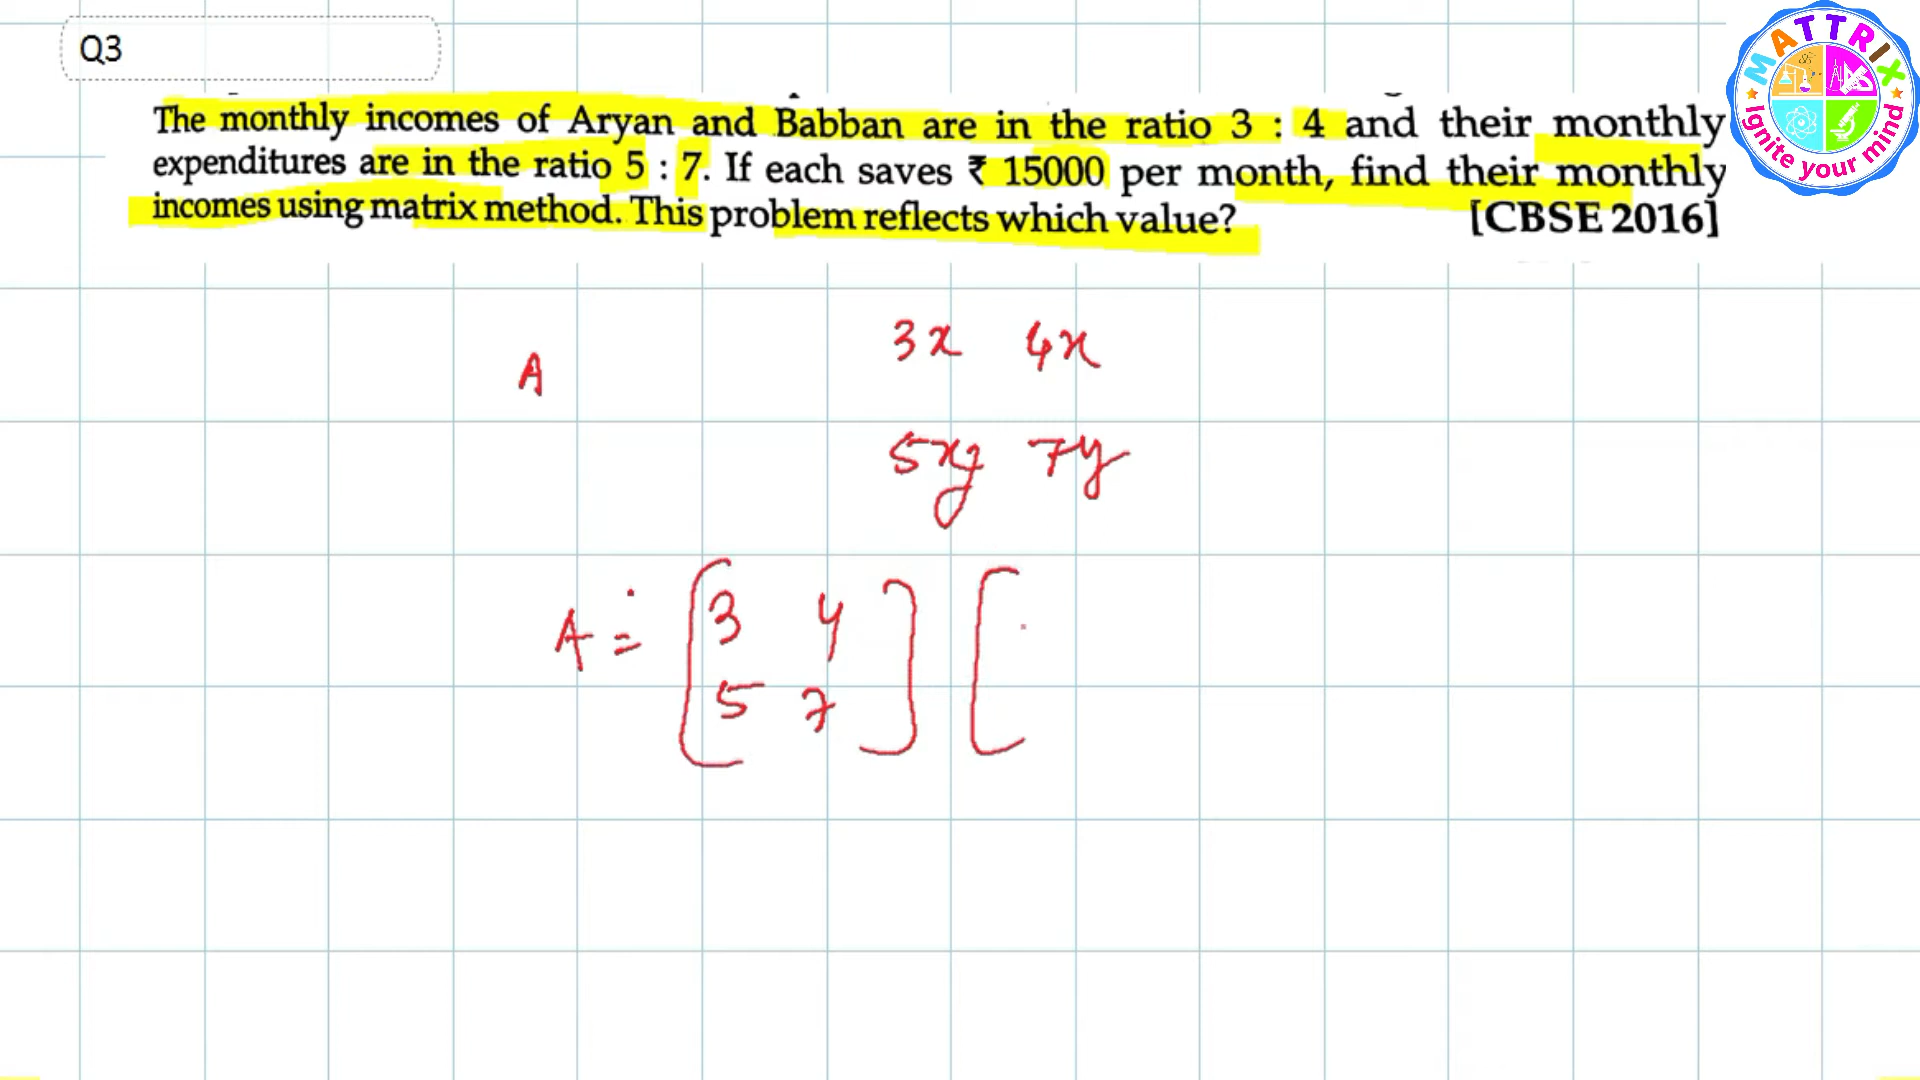 Q3
MATTRIX
Ignite your mind
The monthly incomes of Aryan and Babban are in the ratio 3 : 4 and their monthly
expenditures are in the ratio 5 : 7. If each saves ₹ 15000 per month, find their monthly
incomes using matrix method. This problem reflects which value? [CBSE 2016]
3x 4x
A
5xy 7y
A = [3 4
5 7] [